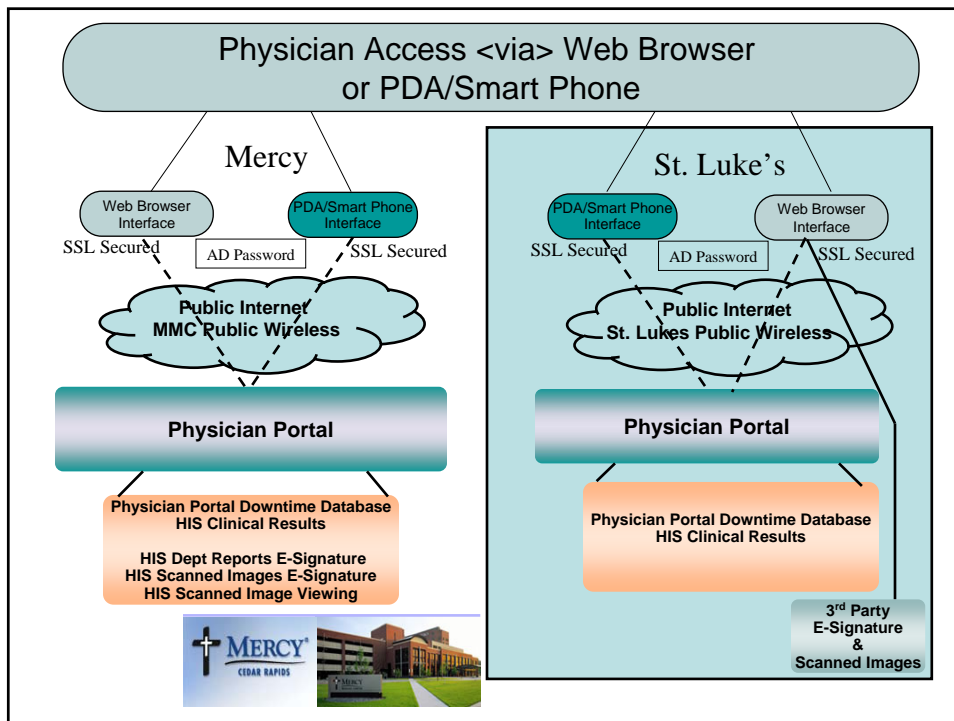 Physician Access <via> Web Browser
or PDA/Smart Phone
Mercy
Web Browser
Interface
PDA/Smart Phone
Interface
SSL Secured
AD Password
SSL Secured
Public Internet
MMC Public Wireless
Physician Portal
Physician Portal Downtime Database
HIS Clinical Results
HIS Dept Reports E-Signature
HIS Scanned Images E-Signature
HIS Scanned Image Viewing
MERCY®
CEDAR RAPIDS
MERCY
St. Luke's
PDA/Smart Phone
Interface
Web Browser
Interface
SSL Secured
AD Password
SSL Secured
Public Internet
St. Lukes Public Wireless
Physician Portal
Physician Portal Downtime Database
HIS Clinical Results
3rd Party
E-Signature
&
Scanned Images